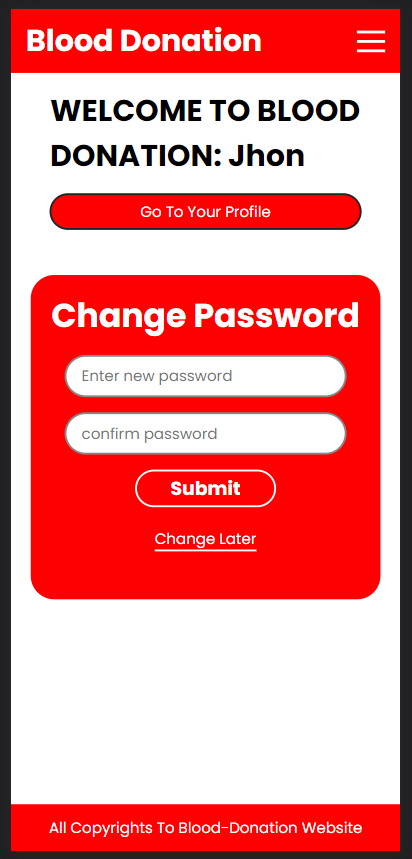 Blood Donation
WELCOME TO BLOOD
DONATION: Jhon
Go To Your Profile
Change Password
Enter new password
confirm password
Submit
Change Later
All Copyrights To Blood-Donation Website